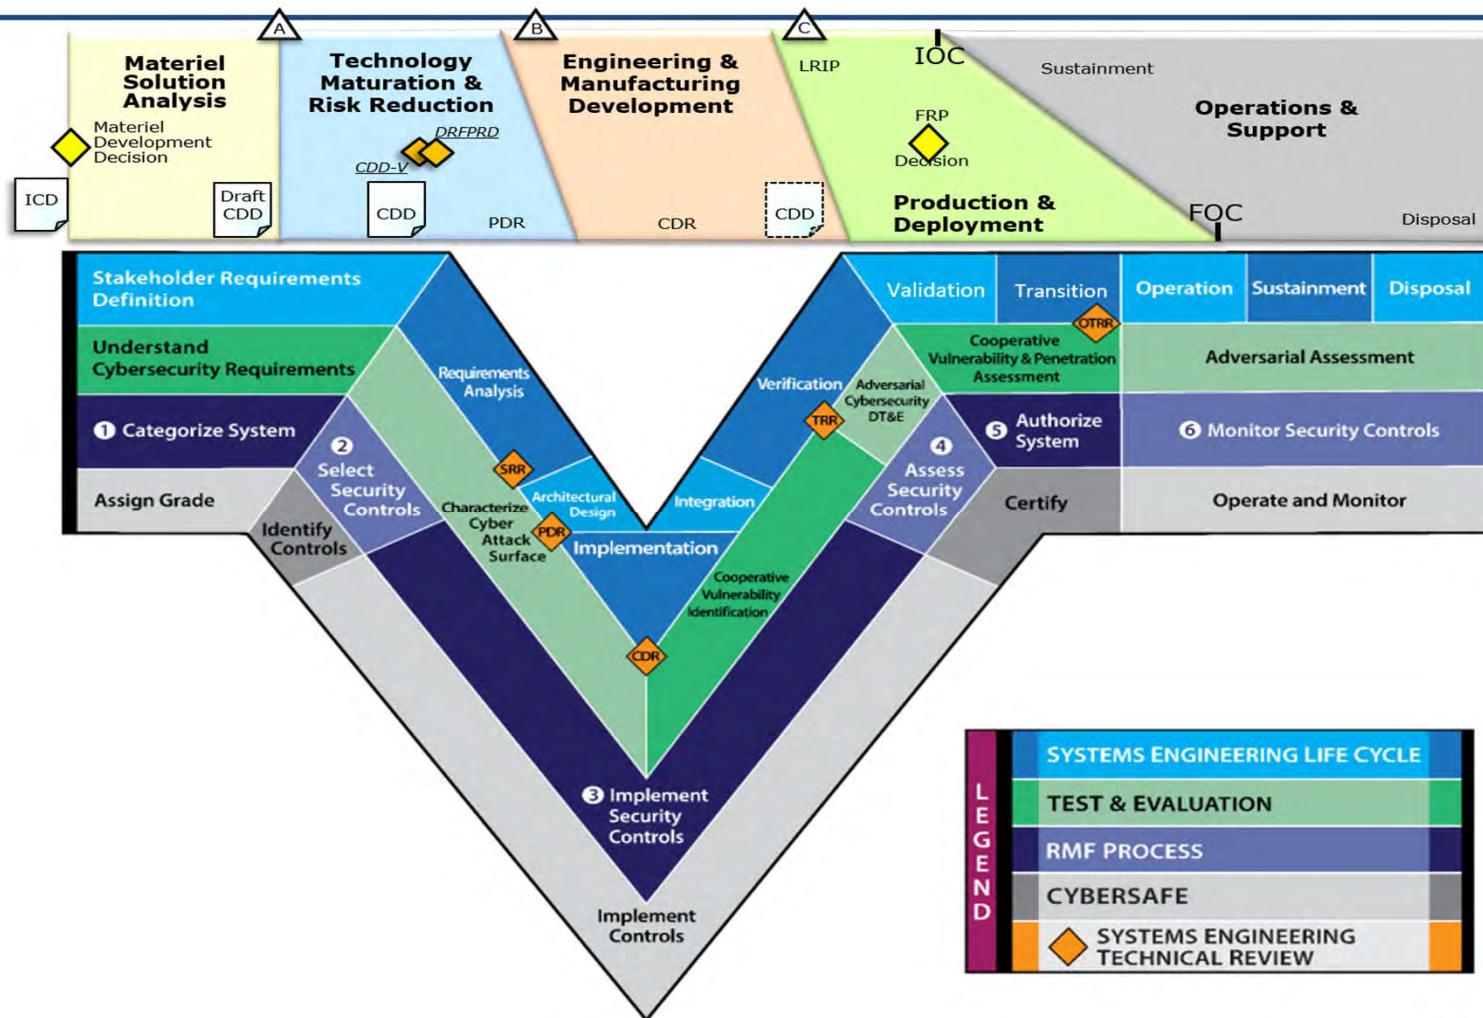 A
B
C
Materiel
Solution
Analysis
Materiel
Development
Decision
ICD
Draft
CDD
Technology
Maturation &
Risk Reduction
DRFPRD
CDD-V
CDD
PDR
Engineering &
Manufacturing
Development
CDR
CDD
LRIP
IOC
FRP
Decision
Production &
Deployment
FOC
Sustainment
Operations &
Support
Disposal
Stakeholder Requirements
Definition
Understand
Cybersecurity Requirements
1 Categorize System
Assign Grade
2
Select
Security
Controls
Identify
Controls
Requirements
Analysis
SRR
Architectural
Design
Characterize
Cyber
Attack
Surface
PDR
Implementation
CDR
Integration
Verification
TRR
Cooperative
Vulnerability
Identification
Adversarial
Cybersecurity
DT&E
3 Implement
Security
Controls
Implement
Controls
4
Assess
Security
Controls
Validation
Transition
Operation
Sustainment
Disposal
OTRR
Cooperative
Vulnerability & Penetration
Assessment
Adversarial Assessment
5 Authorize
System
6 Monitor Security Controls
Certify
Operate and Monitor
LEGEND
SYSTEMS ENGINEERING LIFE CYCLE
TEST & EVALUATION
RMF PROCESS
CYBERSAFE
SYSTEMS ENGINEERING
TECHNICAL REVIEW